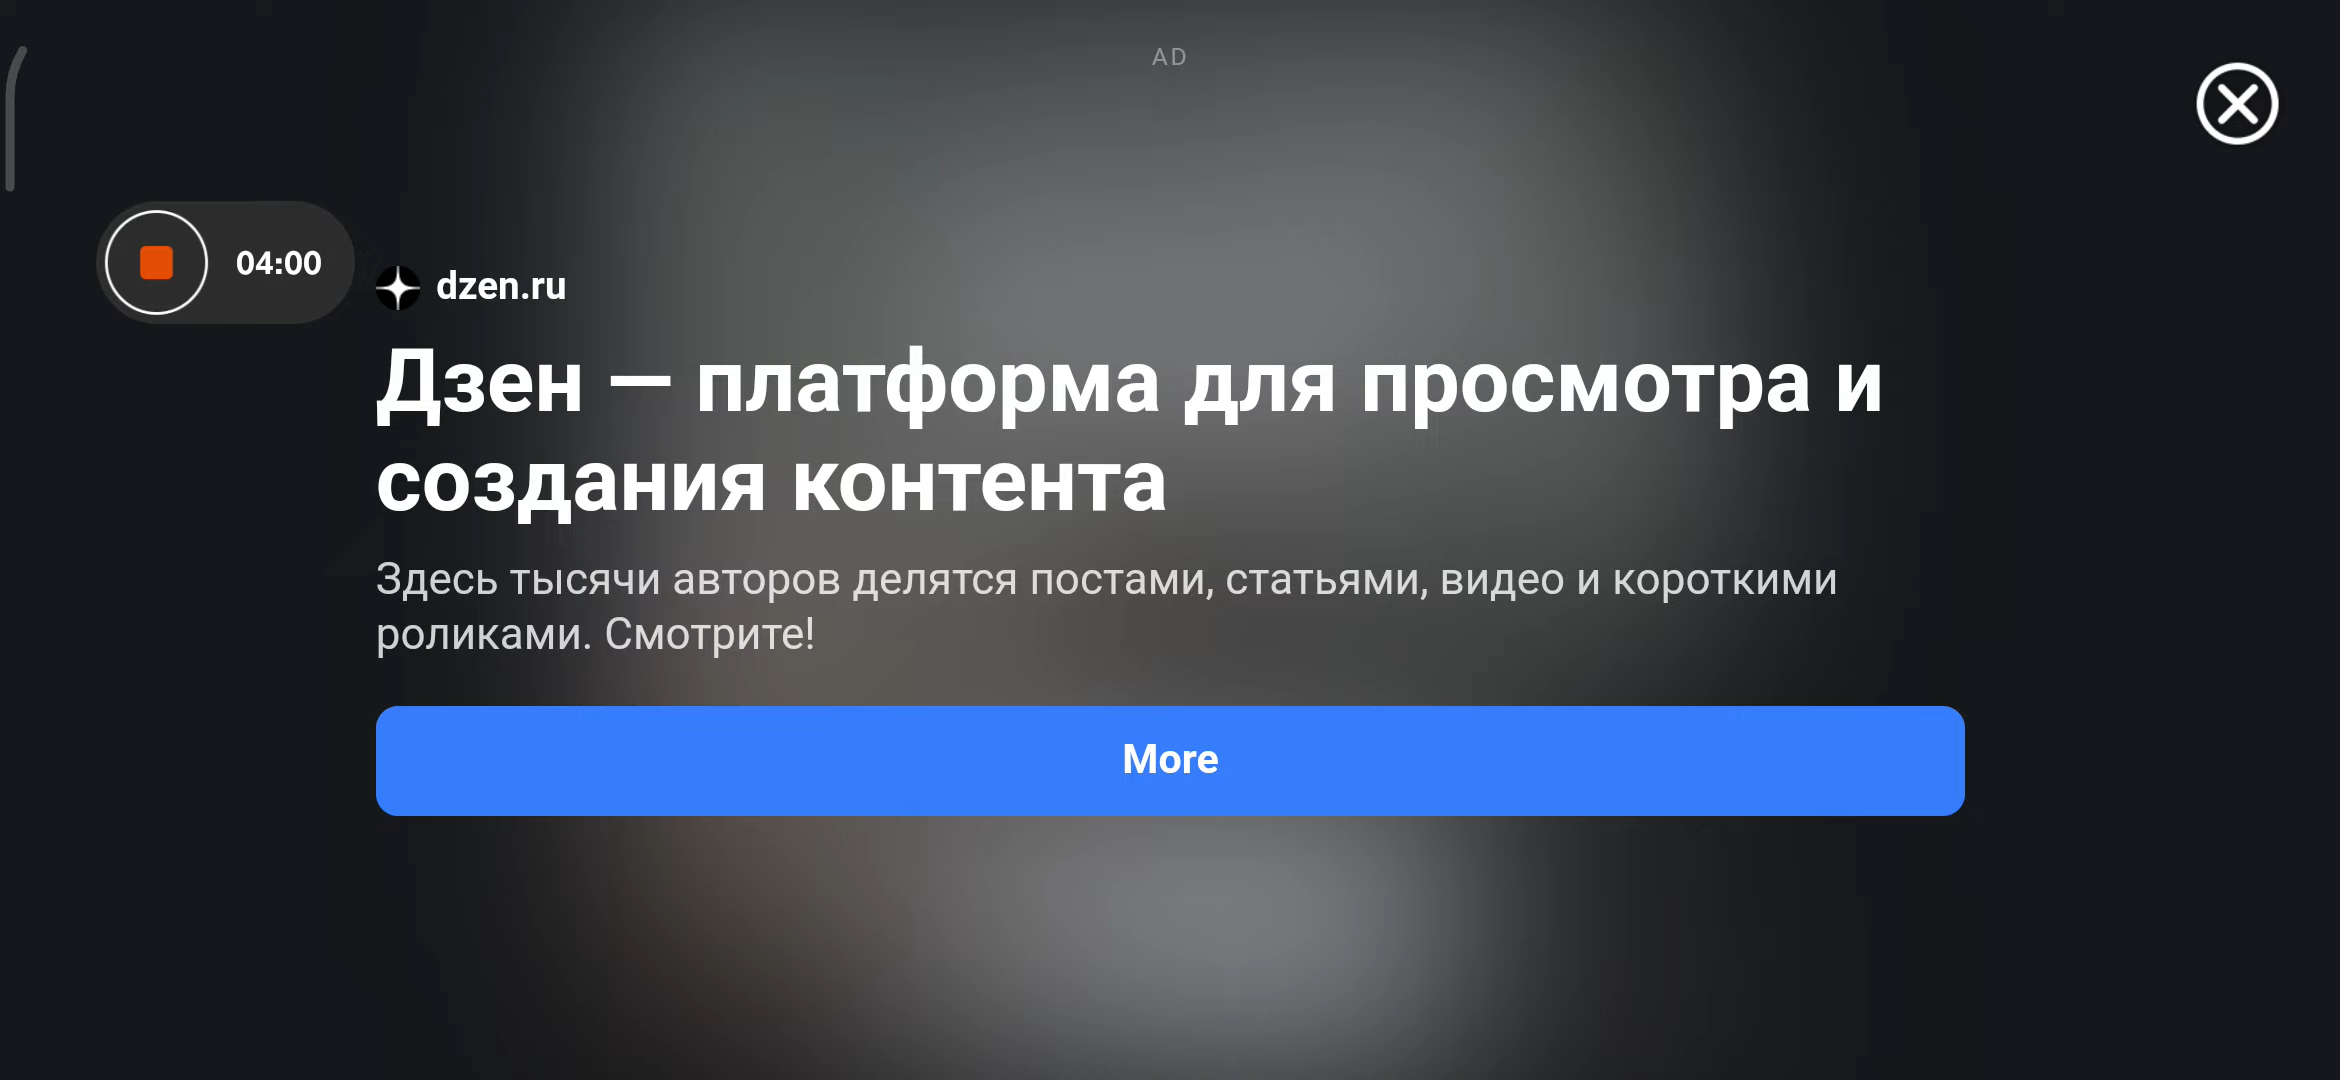 AD
04:00
dzen.ru
Дзен — платформа для просмотра и
создания контента
Здесь тысячи авторов делятся постами, статьями, видео и короткими
роликами. Смотрите!
More